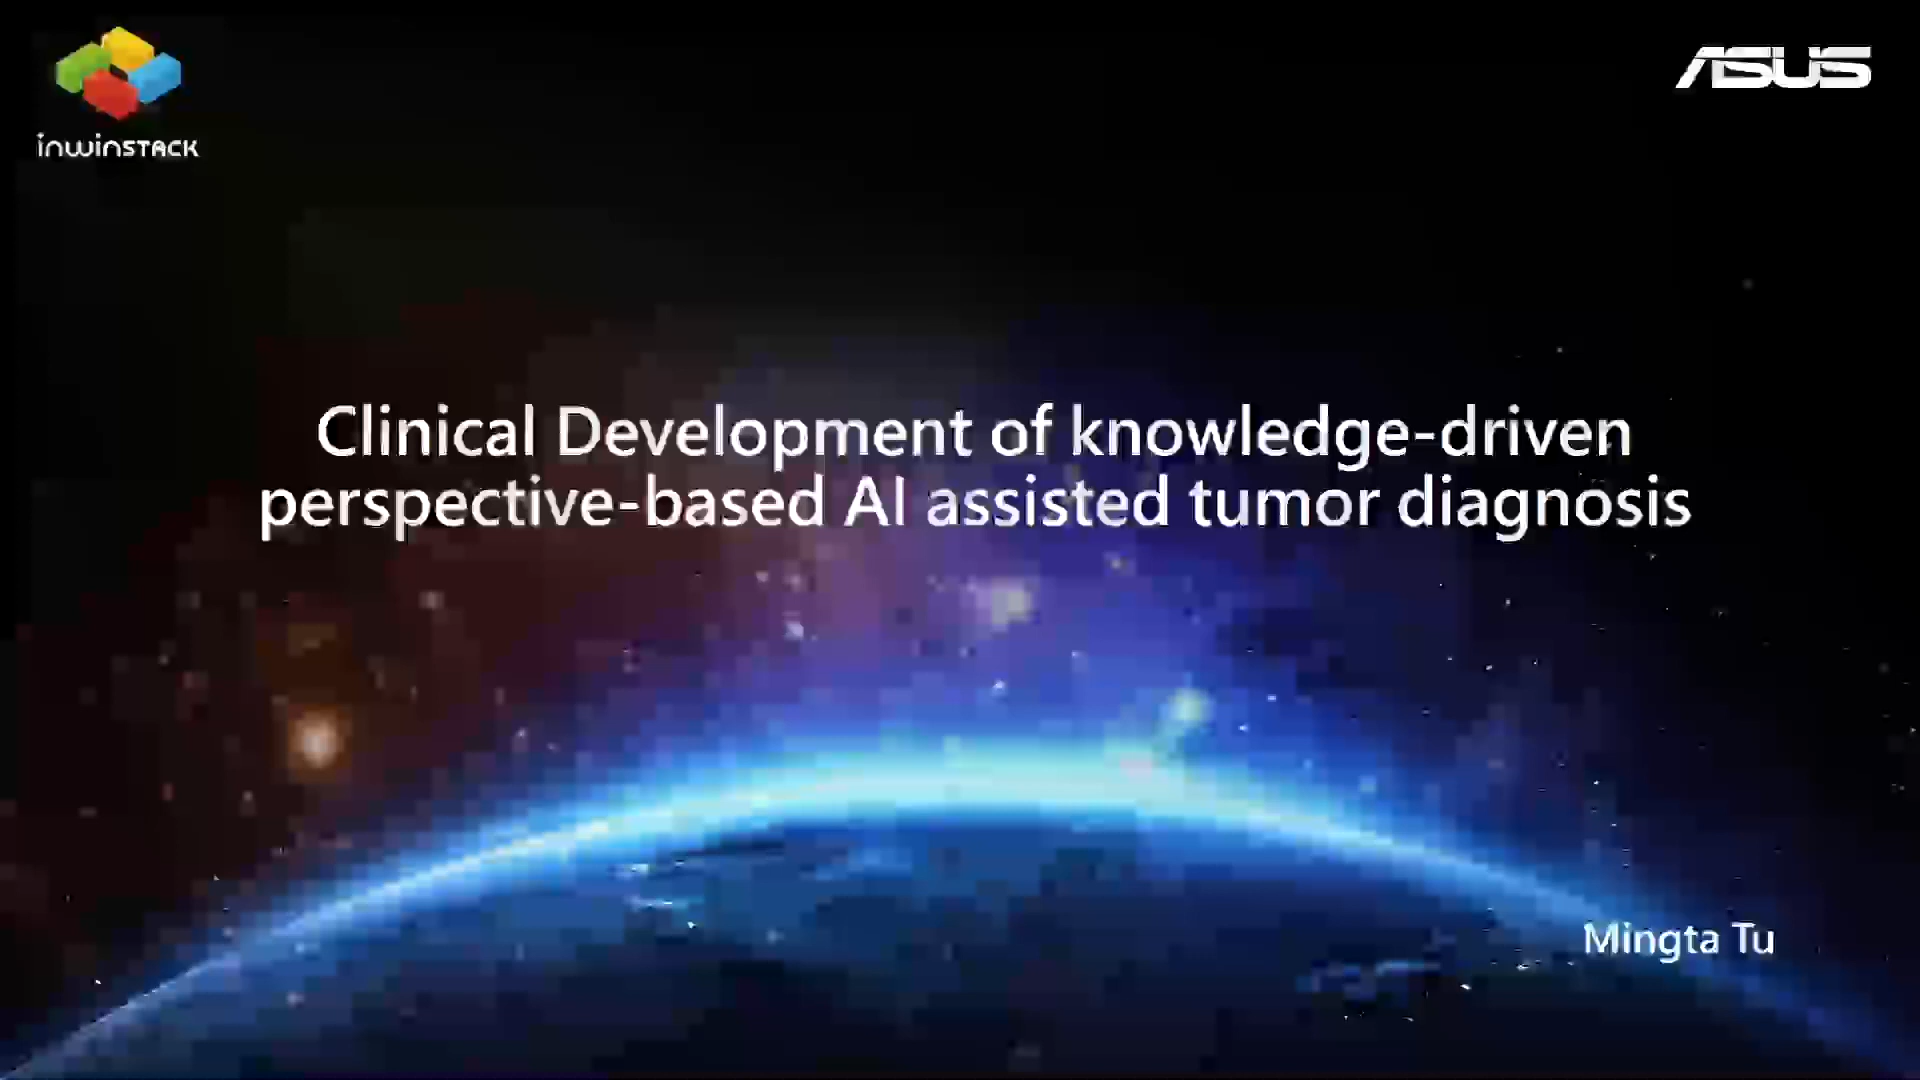 inwinSTACK
ASUS
Clinical Development of knowledge-driven
perspective-based AI assisted tumor diagnosis
Mingta Tu